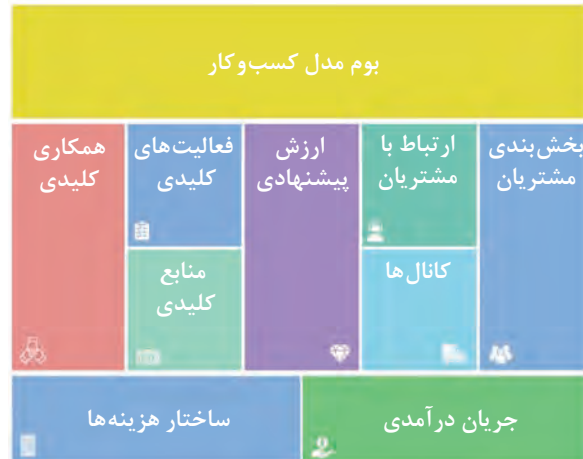 بوم مدل کسب‌وکار
بخش‌بندی
مشتریان
ارتباط با
مشتریان
کانال‌ها
ارزش
پیشنهادی
فعالیت‌های
کلیدی
منابع
کلیدی
همکاری
کلیدی
جریان درآمدی
ساختار هزینه‌ها